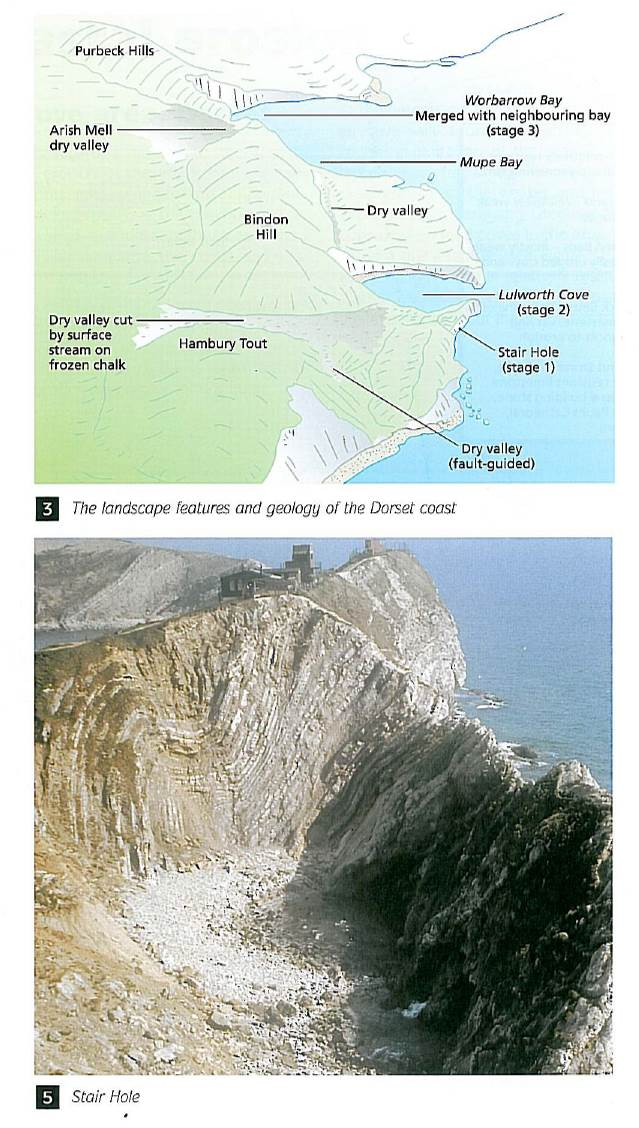 Purbeck Hills
Worbarrow Bay
Merged with neighbouring bay
(stage 3)
Arish Mell
dry valley
Mupe Bay
Dry valley
Bindon
Hill
Lulworth Cove
(stage 2)
Dry valley cut
by surface
stream on
frozen chalk
Hambury Tout
Stair Hole
(stage 1)
Dry valley
(fault-guided)
3 The landscape features and geology of the Dorset coast
5 Stair Hole